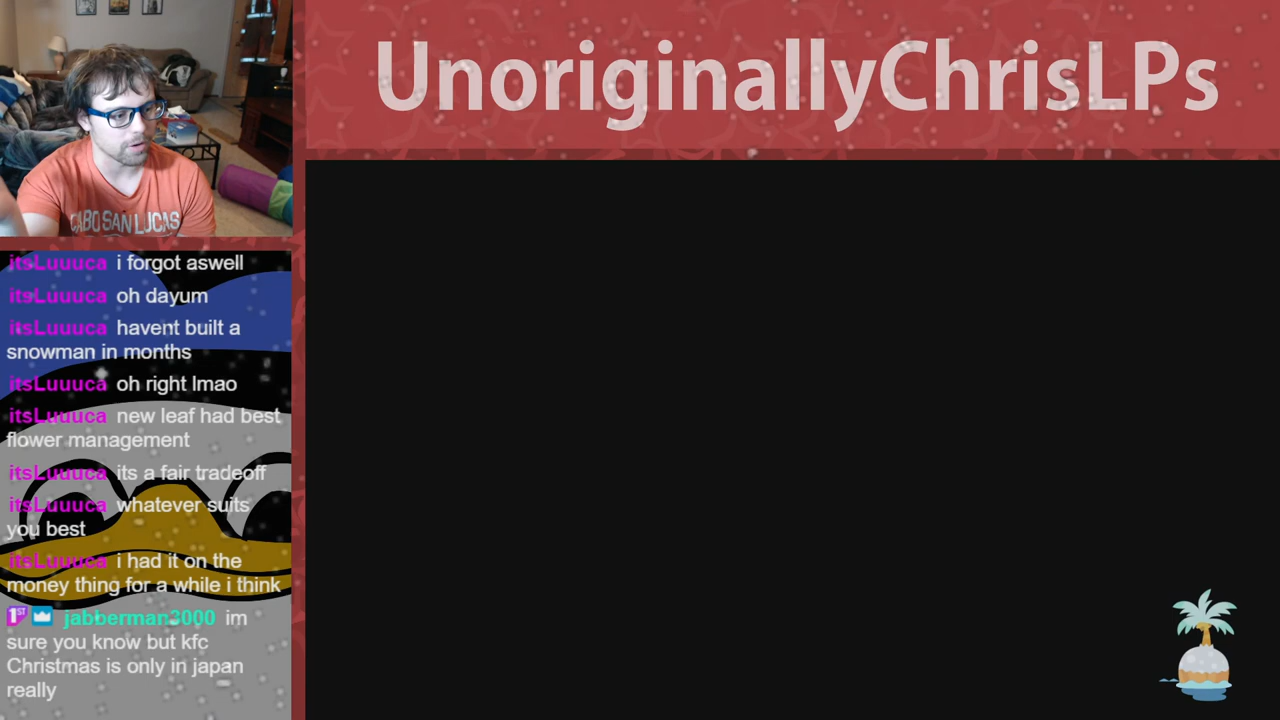 UnoriginallyChrisLPs
CABO SAN LUCAS
itsLuuuca i forgot aswell
itsLuuuca oh dayum
itsLuuuca havent built a
snowman in months
itsLuuuca oh right lmao
itsLuuuca new leaf had best
flower management
itsLuuuca its a fair tradeoff
itsLuuuca whatever suits
you best
itsLuuuca i had it on the
money thing for a while i think
1ST jabberman3000 im
sure you know but kfc
Christmas is only in japan
really